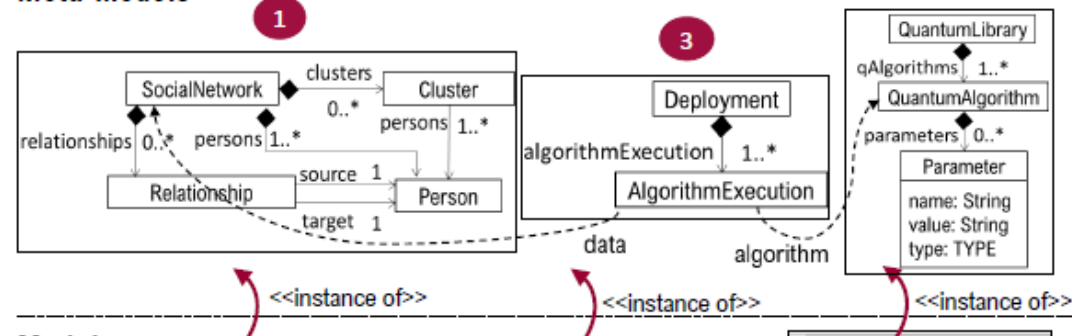 1
3
SocialNetwork
clusters
0..*
Cluster
relationships
0..*
persons
1..*
persons
1..*
Relationship
source 1
target 1
Person
Deployment
algorithmExecution
1..*
AlgorithmExecution
data
algorithm
QuantumLibrary
qAlgorithms
1..*
QuantumAlgorithm
parameters
0..*
Parameter
name: String
value: String
type: TYPE
<<instance of>>
<<instance of>>
<<instance of>>